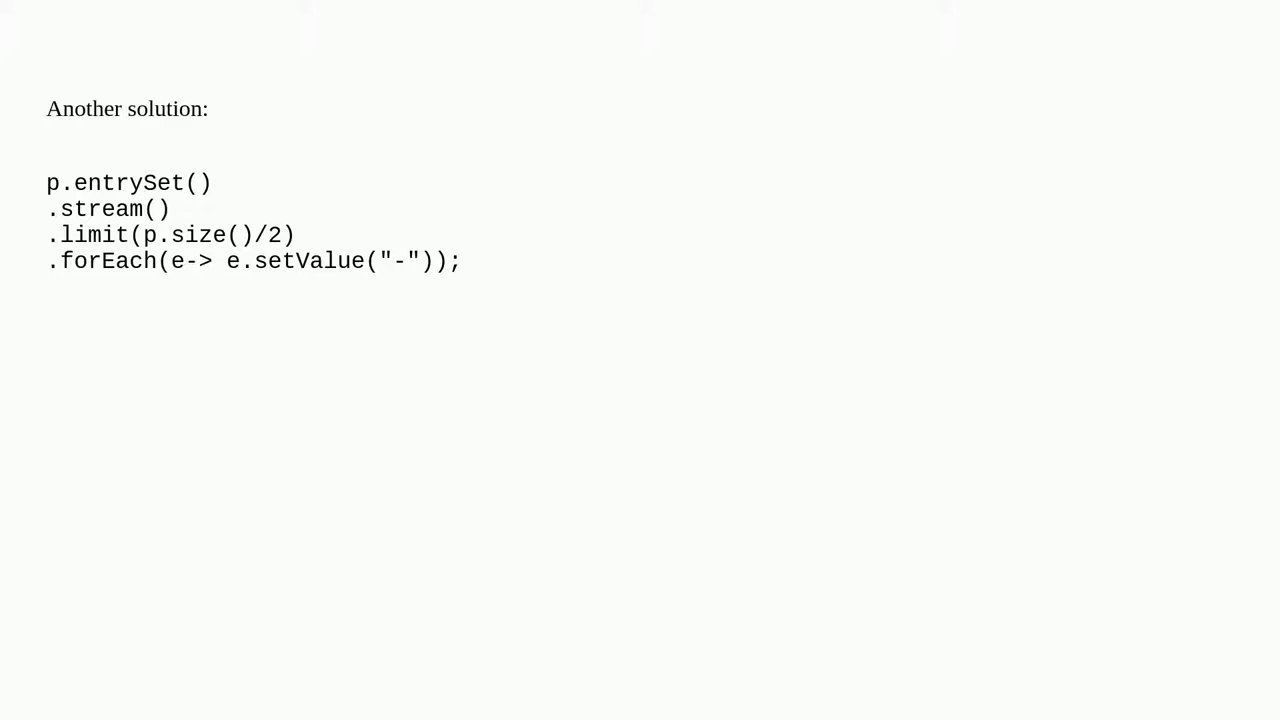 Another solution:
p.entrySet()
.stream()
.limit(p.size()/2)
.forEach(e-> e.setValue("-"));